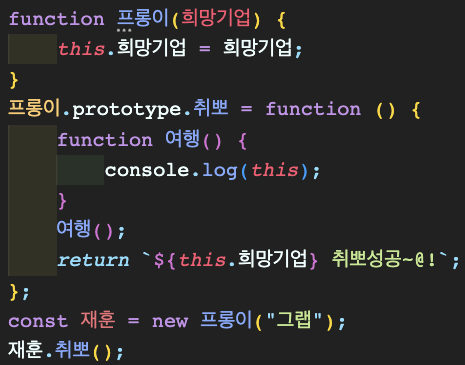 function 프롱이(희망기업) {
this.희망기업 = 희망기업;
}
프롱이.prototype.취뽀 = function () {
function 여행() {
console.log(this);
}
여행();
return `${this.희망기업} 취뽀성공~@!`;
};
const 재훈 = new 프롱이("그랩");
재훈.취뽀();